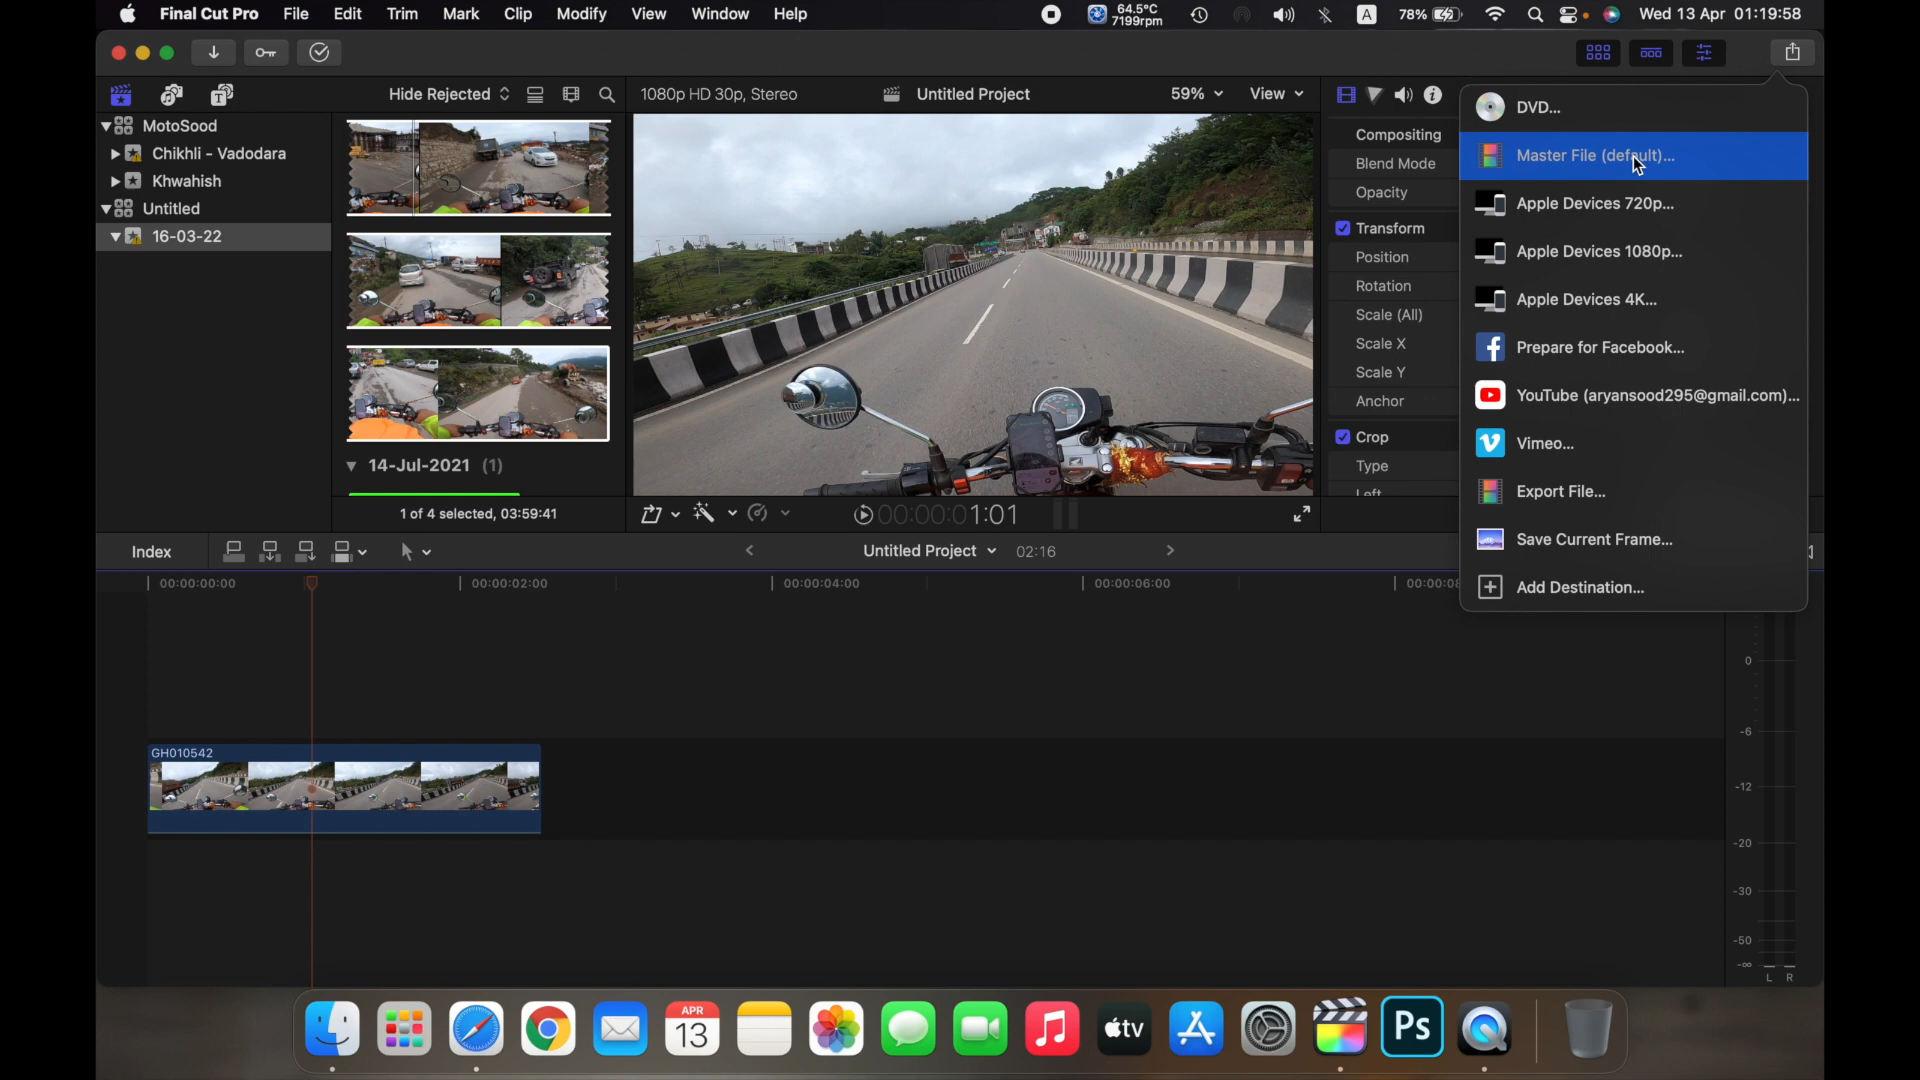 Final Cut Pro File Edit Trim Mark Clip Modify View Window Help 64.5°C 7199rpm A 78% Wed 13 Apr 01:19:58
Hide Rejected 1080p HD 30p, Stereo Untitled Project 59% View
MotoSood
Chikhli - Vadodara
Khwahish
Untitled
16-03-22
14-Jul-2021 (1)
1 of 4 selected, 03:59:41
00:00:01:01
Compositing
Blend Mode
Opacity
Transform
Position
Rotation
Scale (All)
Scale X
Scale Y
Anchor
Crop
Type
Left
DVD...
Master File (default)...
Apple Devices 720p...
Apple Devices 1080p...
Apple Devices 4K...
Prepare for Facebook...
YouTube (aryansood295@gmail.com)...
Vimeo...
Export File...
Save Current Frame...
Add Destination...
Index Untitled Project 02:16
00:00:00:00 00:00:02:00 00:00:04:00 00:00:06:00
GH010542
0
-6
-12
-20
-30
-50
-∞
L R
APR
13
tv
Ps